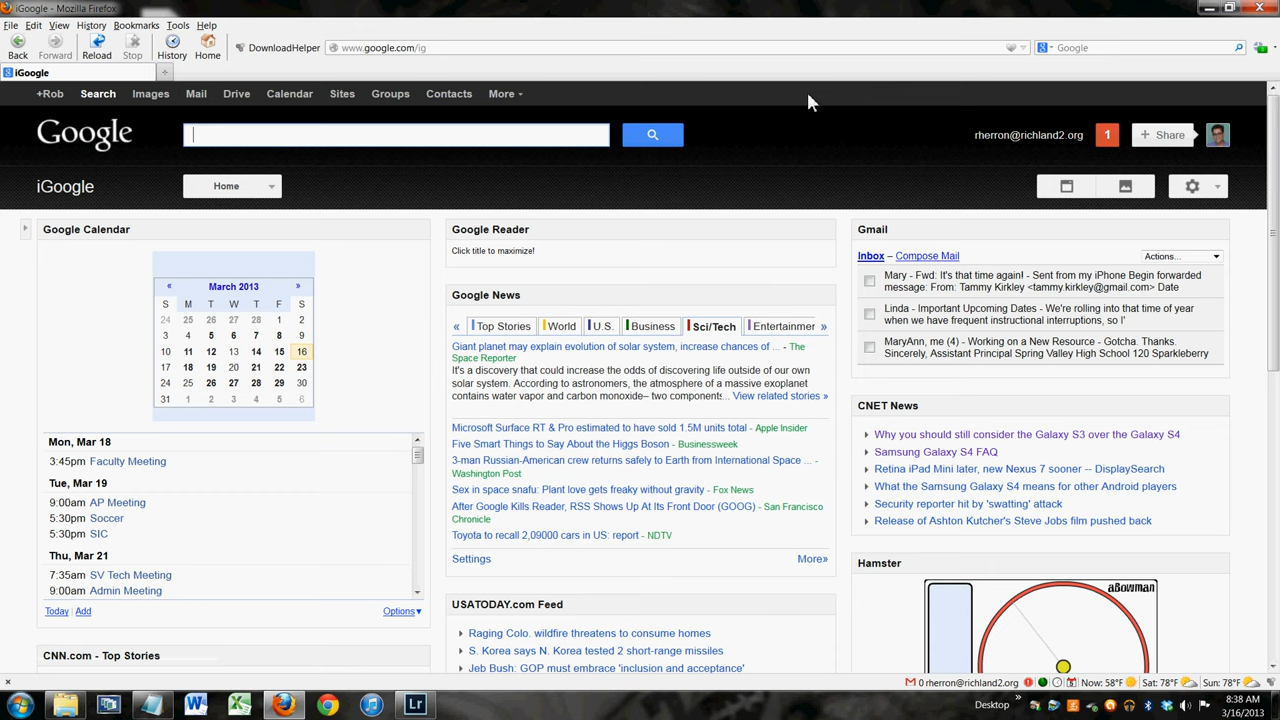 iGoogle - Mozilla Firefox
File Edit View History Bookmarks Tools Help
Back Forward Reload Stop History Home DownloadHelper www.google.com/ig Google
iGoogle
+Rob Search Images Mail Drive Calendar Sites Groups Contacts More
Google rherron@richland2.org 1 + Share
iGoogle Home
Google Calendar
March 2013
S M T W T F S
24 25 26 27 28 1 2
3 4 5 6 7 8 9
10 11 12 13 14 15 16
17 18 19 20 21 22 23
24 25 26 27 28 29 30
31 1 2 3 4 5 6
Mon, Mar 18
3:45pm Faculty Meeting
Tue, Mar 19
9:00am AP Meeting
5:30pm Soccer
5:30pm SIC
Thu, Mar 21
7:35am SV Tech Meeting
9:00am Admin Meeting
Today Add Options▼
CNN.com - Top Stories
Google Reader
Click title to maximize!
Google News
« Top Stories World U.S. Business Sci/Tech Entertainmer »
Giant planet may explain evolution of solar system, increase chances of ... - The
Space Reporter
It's a discovery that could increase the odds of discovering life outside of our own
solar system. According to astronomers, the atmosphere of a massive exoplanet
contains water vapor and carbon monoxide– two components... View related stories »
Microsoft Surface RT & Pro estimated to have sold 1.5M units total - Apple Insider
Five Smart Things to Say About the Higgs Boson - Businessweek
3-man Russian-American crew returns safely to Earth from International Space ... -
Washington Post
Sex in space snafu: Plant love gets freaky without gravity - Fox News
After Google Kills Reader, RSS Shows Up At Its Front Door (GOOG) - San Francisco
Chronicle
Toyota to recall 2,09000 cars in US: report - NDTV
Settings More»
USATODAY.com Feed
Raging Colo. wildfire threatens to consume homes
S. Korea says N. Korea tested 2 short-range missiles
Jeb Bush: GOP must embrace 'inclusion and acceptance'
Gmail
Inbox - Compose Mail Actions...
Mary - Fwd: It's that time again! - Sent from my iPhone Begin forwarded
message: From: Tammy Kirkley <tammy.kirkley@gmail.com> Date
Linda - Important Upcoming Dates - We're rolling into that time of year
when we have frequent instructional interruptions, so I'
MaryAnn, me (4) - Working on a New Resource - Gotcha. Thanks.
Sincerely, Assistant Principal Spring Valley High School 120 Sparkleberry
CNET News
Why you should still consider the Galaxy S3 over the Galaxy S4
Samsung Galaxy S4 FAQ
Retina iPad Mini later, new Nexus 7 sooner -- DisplaySearch
What the Samsung Galaxy S4 means for other Android players
Security reporter hit by 'swatting' attack
Release of Ashton Kutcher's Steve Jobs film pushed back
Hamster
aBowman
0 rherron@richland2.org Now: 58°F Sat: 78°F Sun: 78°F
Lr Desktop » 8:38 AM
3/16/2013